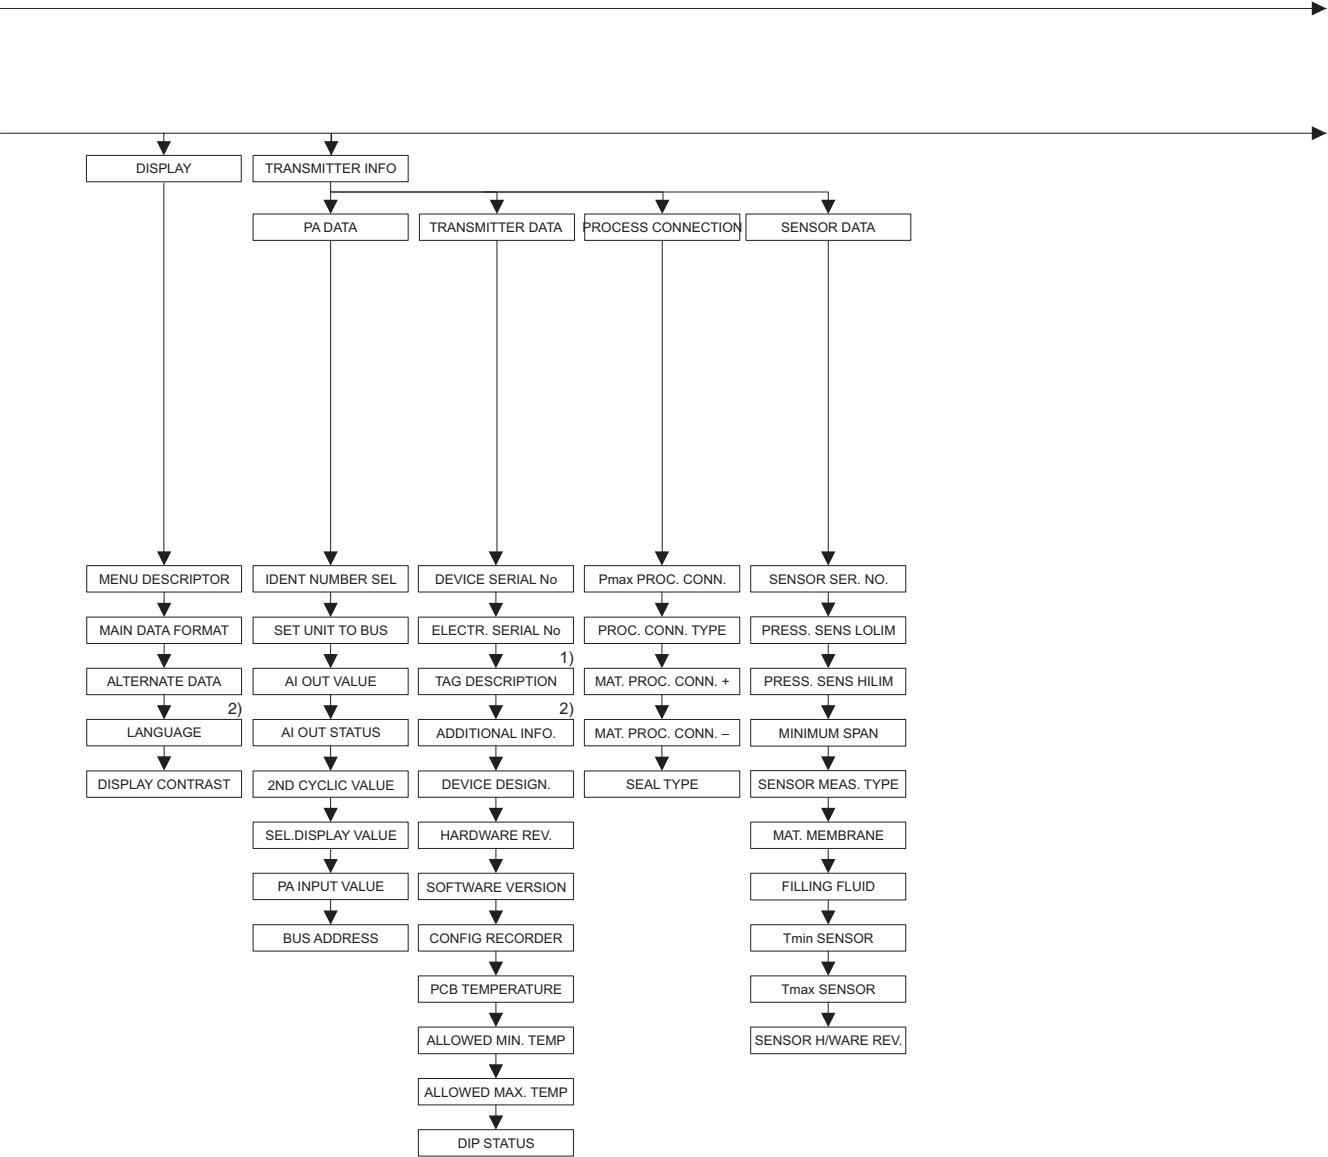 DISPLAY
TRANSMITTER INFO
PA DATA
TRANSMITTER DATA
PROCESS CONNECTION
SENSOR DATA
MENU DESCRIPTOR
MAIN DATA FORMAT
ALTERNATE DATA
2)
LANGUAGE
DISPLAY CONTRAST
IDENT NUMBER SEL
SET UNIT TO BUS
AI OUT VALUE
AI OUT STATUS
2ND CYCLIC VALUE
SEL.DISPLAY VALUE
PA INPUT VALUE
BUS ADDRESS
DEVICE SERIAL No
ELECTR. SERIAL No
1)
TAG DESCRIPTION
2)
ADDITIONAL INFO.
DEVICE DESIGN.
HARDWARE REV.
SOFTWARE VERSION
CONFIG RECORDER
PCB TEMPERATURE
ALLOWED MIN. TEMP
ALLOWED MAX. TEMP
DIP STATUS
Pmax PROC. CONN.
PROC. CONN. TYPE
MAT. PROC. CONN. +
MAT. PROC. CONN. –
SEAL TYPE
SENSOR SER. NO.
PRESS. SENS LOLIM
PRESS. SENS HILIM
MINIMUM SPAN
SENSOR MEAS. TYPE
MAT. MEMBRANE
FILLING FLUID
Tmin SENSOR
Tmax SENSOR
SENSOR H/WARE REV.